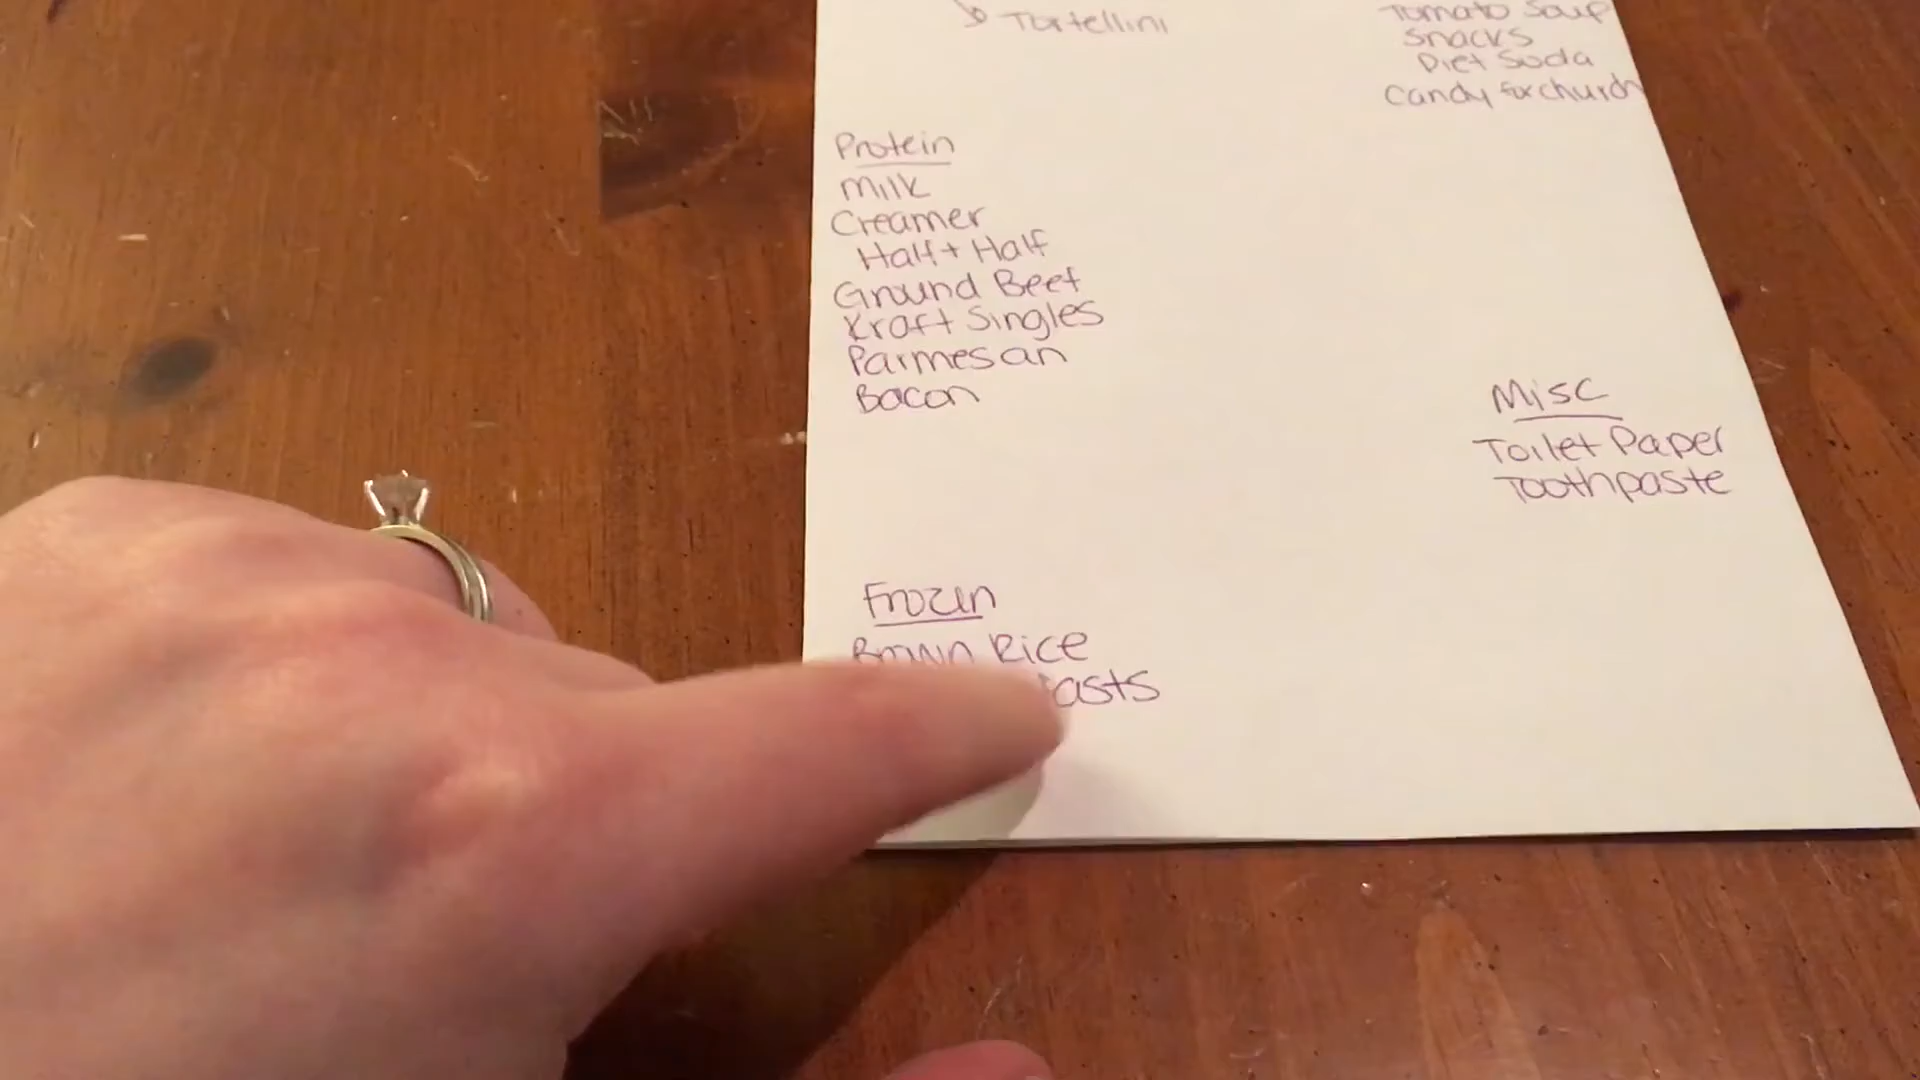 Tortellini
Tomato Soup
Snacks
Diet Soda
Candy for church
Protein
Milk
Creamer
Half + Half
Ground Beef
Kraft Singles
Parmesan
Bacon
Misc
Toilet Paper
Toothpaste
Frozen
Brown Rice